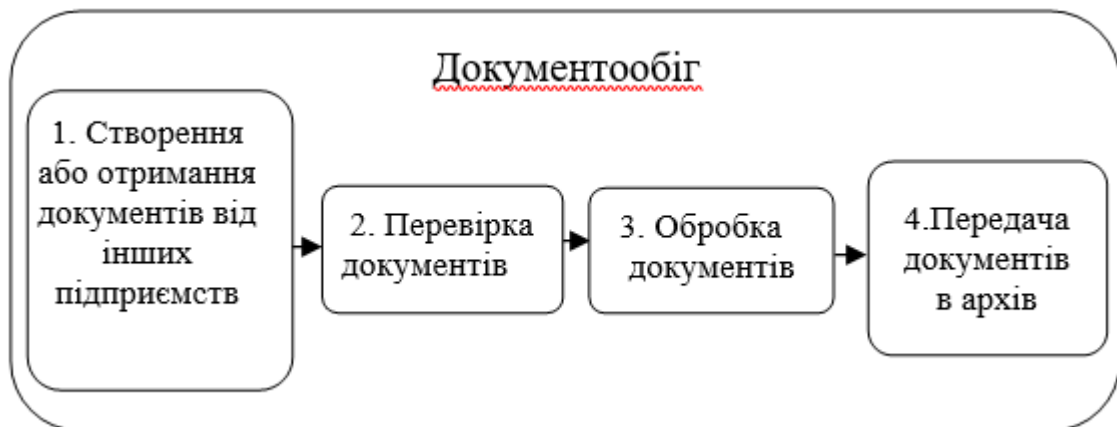 Документообіг
1. Створення
або отримання
документів від
інших
підприємств
2. Перевірка
документів
3. Обробка
документів
4.Передача
документів
в архів